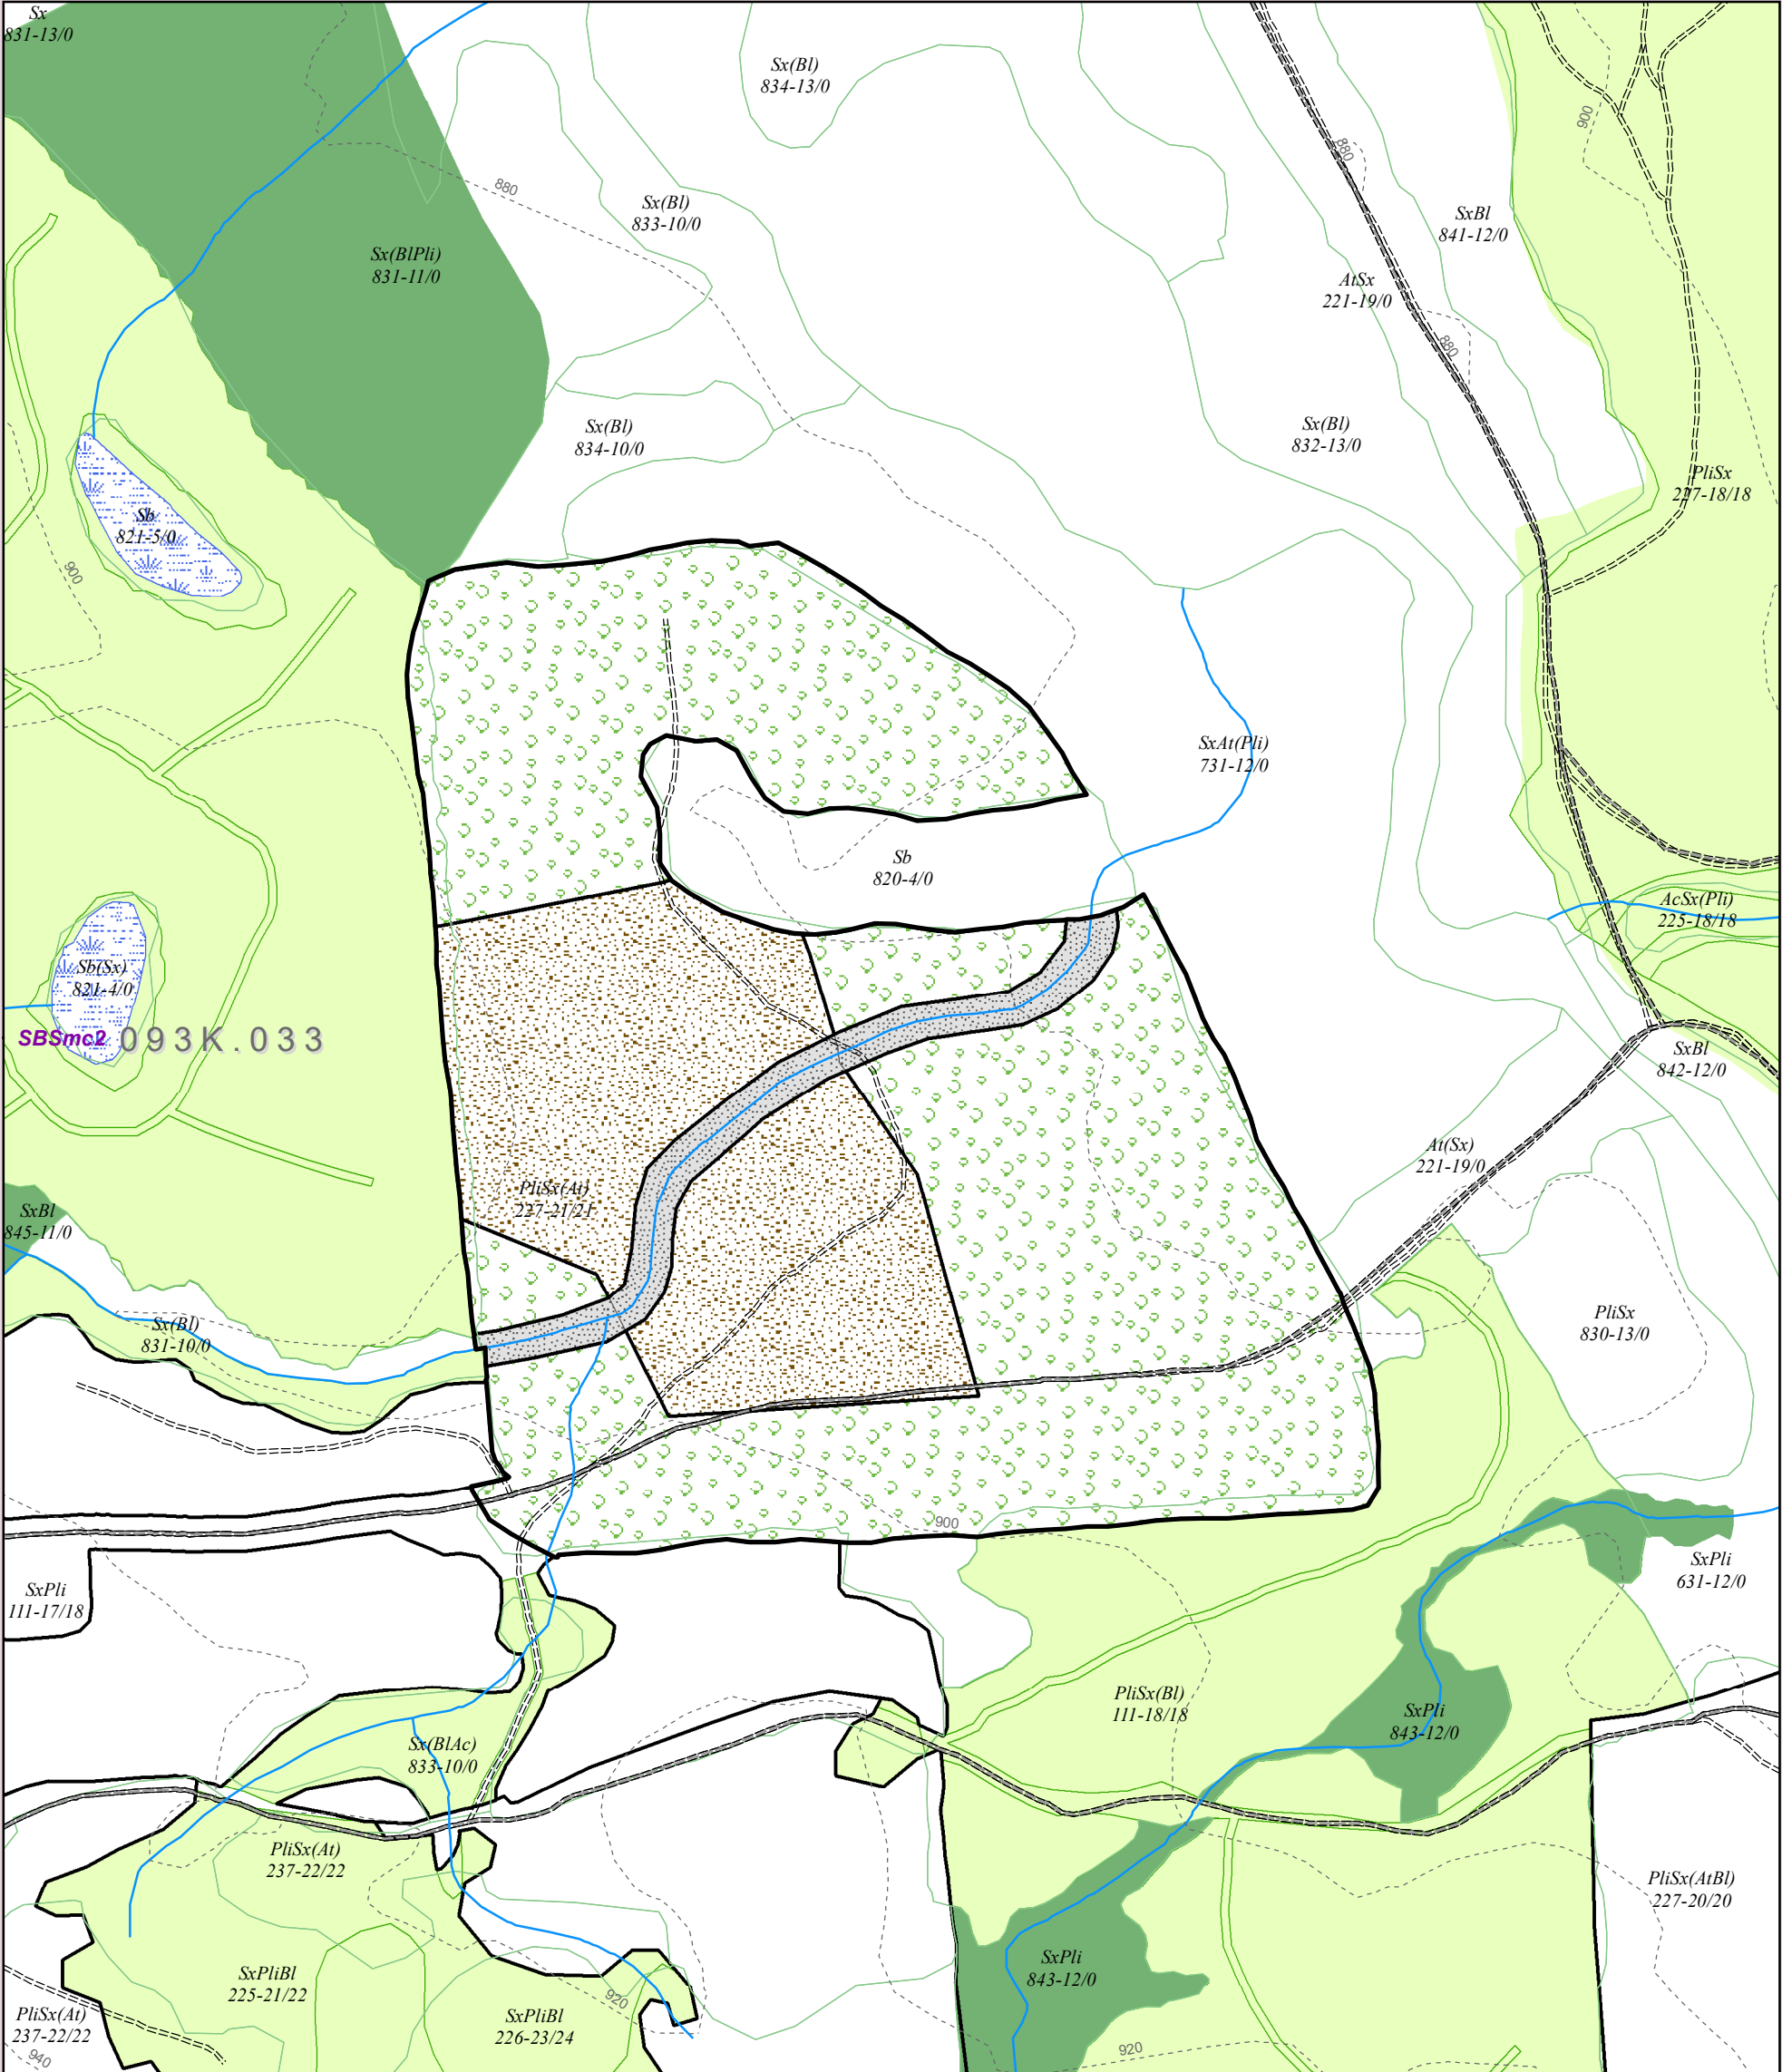 Sx
831-13/0
Sx(Bl)
834-13/0
900
880
880
Sx(Bl)
833-10/0
SxBl
841-12/0
Sx(BlPli)
831-11/0
AtSx
221-19/0
880
Sx(Bl)
834-10/0
Sx(Bl)
832-13/0
PliSx
227-18/18
Sb
821-5/0
900
SxAt(Pli)
731-12/0
Sb
820-4/0
AcSx(Pli)
225-18/18
Sb(Sx)
821-4/0
SBSmc2
093K.033
SxBl
842-12/0
At(Sx)
221-19/0
PliSx(At)
227-21/21
SxBl
845-11/0
Sx(Bl)
831-10/0
PliSx
830-13/0
900
SxPli
111-17/18
SxPli
631-12/0
PliSx(Bl)
111-18/18
SxPli
843-12/0
Sx(BlAc)
833-10/0
PliSx(At)
237-22/22
PliSx(AtBl)
227-20/20
SxPli
843-12/0
SxPliBl
225-21/22
920
SxPliBl
226-23/24
PliSx(At)
237-22/22
940
920